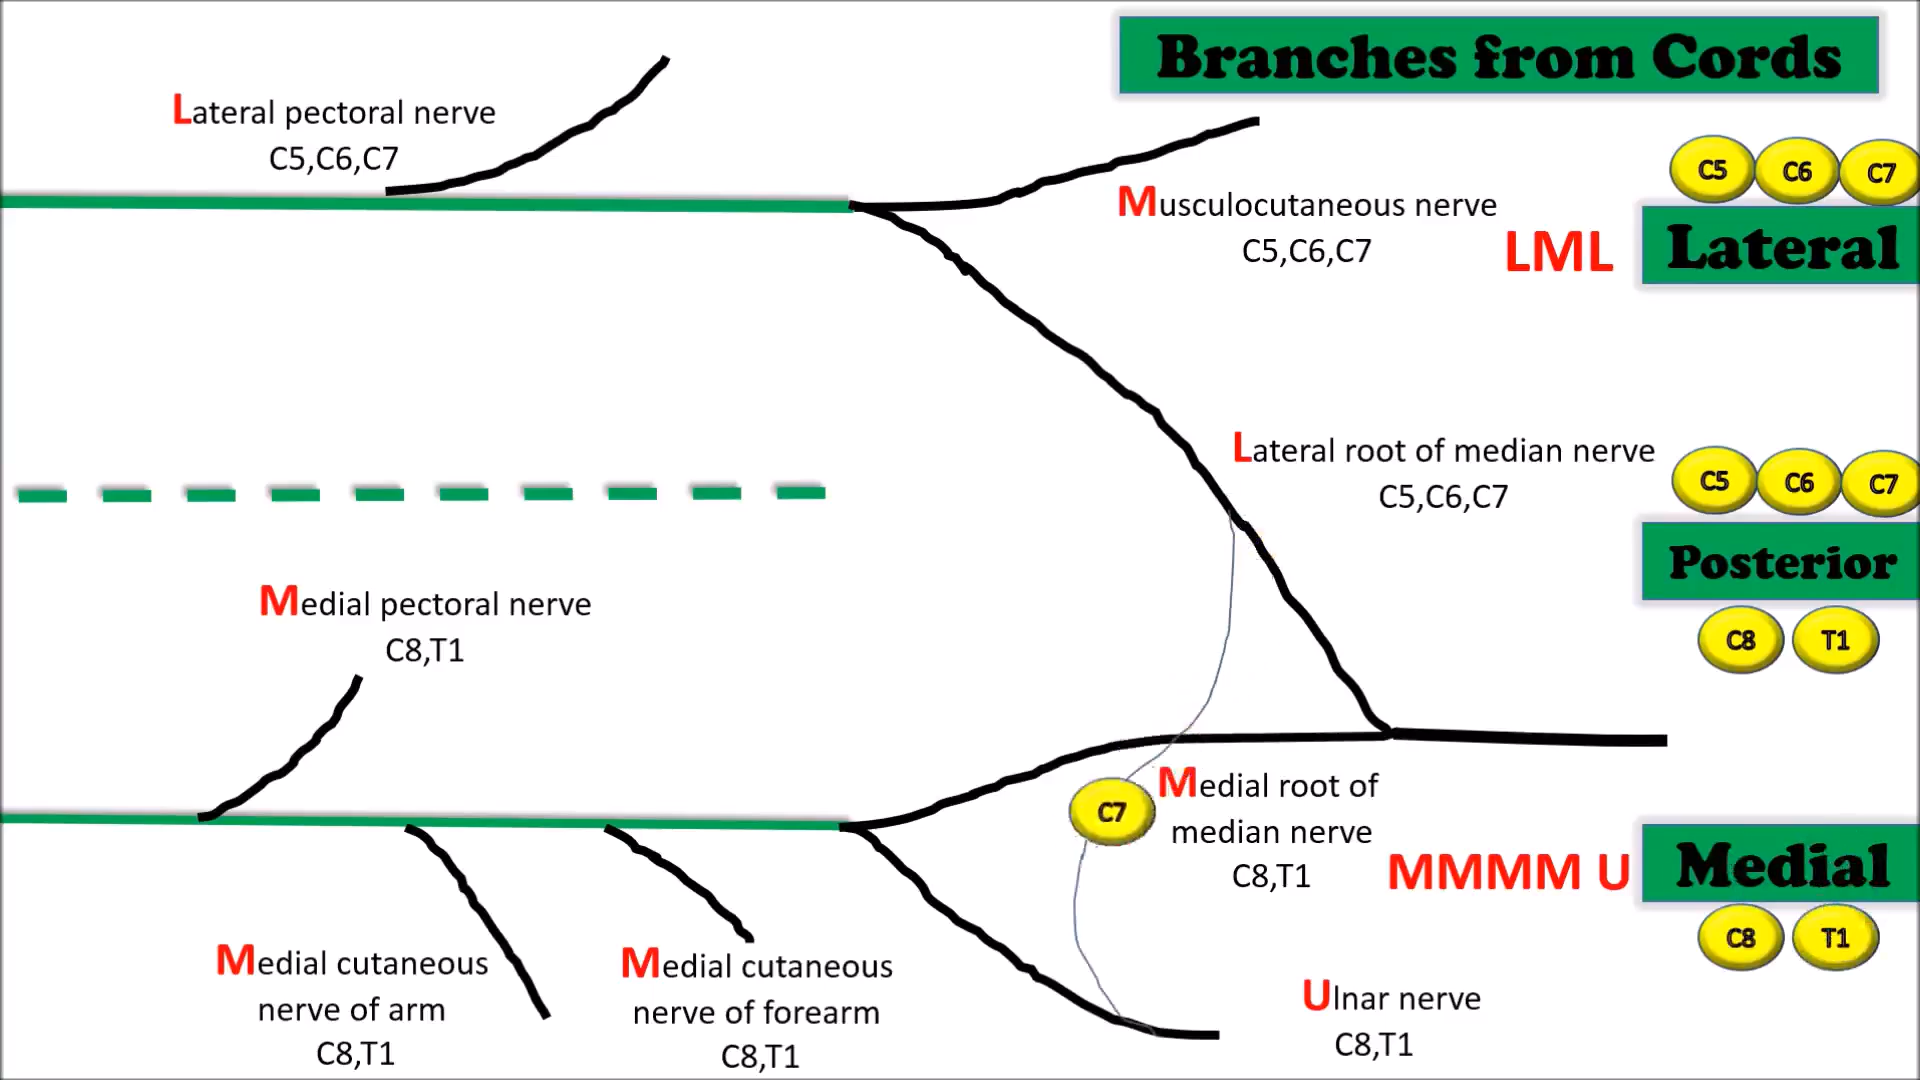 Branches from Cords
Lateral pectoral nerve
C5,C6,C7
C5 C6 C7
Musculocutaneous nerve
C5,C6,C7
LML
Lateral
Lateral root of median nerve
C5,C6,C7
C5 C6 C7
Posterior
C8 T1
Medial pectoral nerve
C8,T1
C7
Medial root of
median nerve
C8,T1
MMMM U
Medial
C8 T1
Medial cutaneous
nerve of arm
C8,T1
Medial cutaneous
nerve of forearm
C8,T1
Ulnar nerve
C8,T1